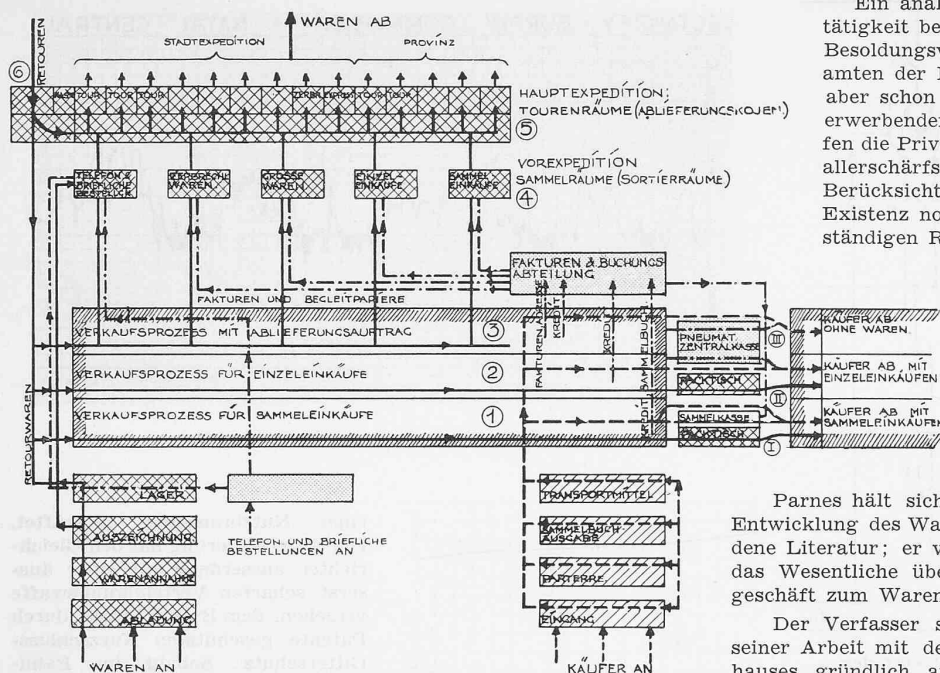 WAREN AB
STADTEXPEDITION
PROVINZ
⑥
RETOUREN
TOUR TOUR
TOUR TOUR
HAUPTEXPEDITION:
TOURENRÄUME (ABLIEFERUNGSKOJEN)
⑤
VOREXPEDITION
SAMMELRÄUME (SORTIERRÄUME)
④
TELEFON &
BRIEFLICHE
BESTELLGN.
ZERBRECHL.
WAREN
GROSSE
WAREN
EINZEL-
EINKÄUFE
SAMMEL
EINKÄUFE
FAKTUREN & BUCHUNGS
ABTEILUNG
FAKTUREN UND BEGLEITPAPIERE
VERKAUFSPROZESS MIT ABLIEFERUNGSAUFTRAG
③
VERKAUFSPROZESS FÜR EINZELEINKÄUFE
②
VERKAUFSPROZESS FÜR SAMMELEINKÄUFE
①
KREDIT
KREDIT
KREDIT SAMMELBUCH
PNEUMAT.
ZENTRALKASSE
PACKTISCH
SAMMELKASSE
PACKTISCH
III
II
I
KÄUFER AB
OHNE WAREN.
KÄUFER AB MIT
EINZELEINKÄUFEN
KÄUFER AB MIT
SAMMELEINKÄUFEN
RETOURWAREN
LAGER
AUSZEICHNUNG
WARENANNAHME
ABLADUNG
WAREN AN
TELEFON. UND BRIEFLICHE
BESTELLUNGEN AN
TRANSPORTMITTEL
SAMMELBUCH
AUSGABE
PARTERRE
EINGANG
KÄUFER AN
Ein anal
tätigkeit be
Besoldungsv
amten der
aber schon
erwerbender
fen die Priv
allerschärfs
Berücksicht
Existenz no
ständigen R
Parnes hält sich
Entwicklung des Wa
dene Literatur; er v
das Wesentliche übe
geschäft zum Waren
Der Verfasser s
seiner Arbeit mit de
hauses gründlich a